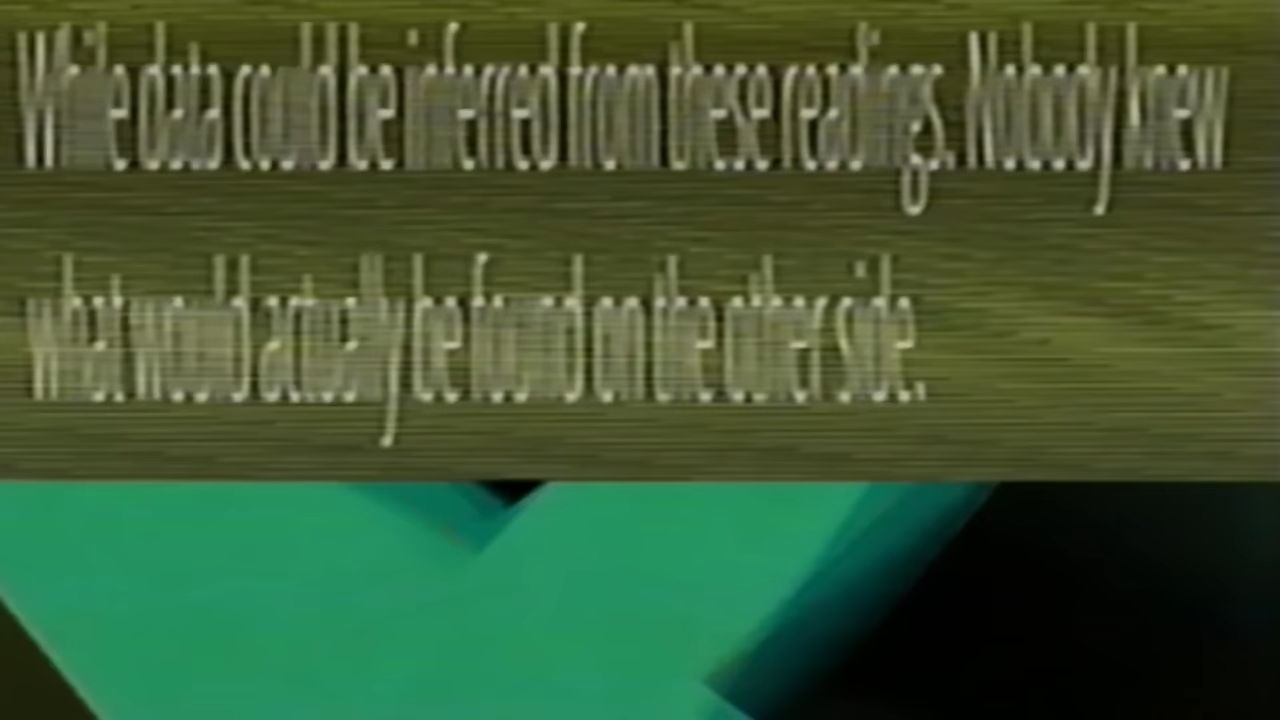 While data could be inferred from these readings. Nobody knew
what would actually be found on the other side.